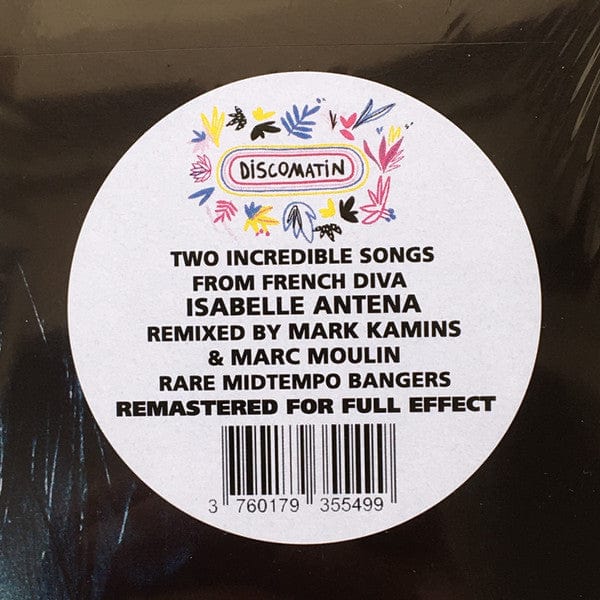 DISCOMATIN
TWO INCREDIBLE SONGS
FROM FRENCH DIVA
ISABELLE ANTENA
REMIXED BY MARK KAMINS
& MARC MOULIN
RARE MIDTEMPO BANGERS
REMASTERED FOR FULL EFFECT
3 760179 355499